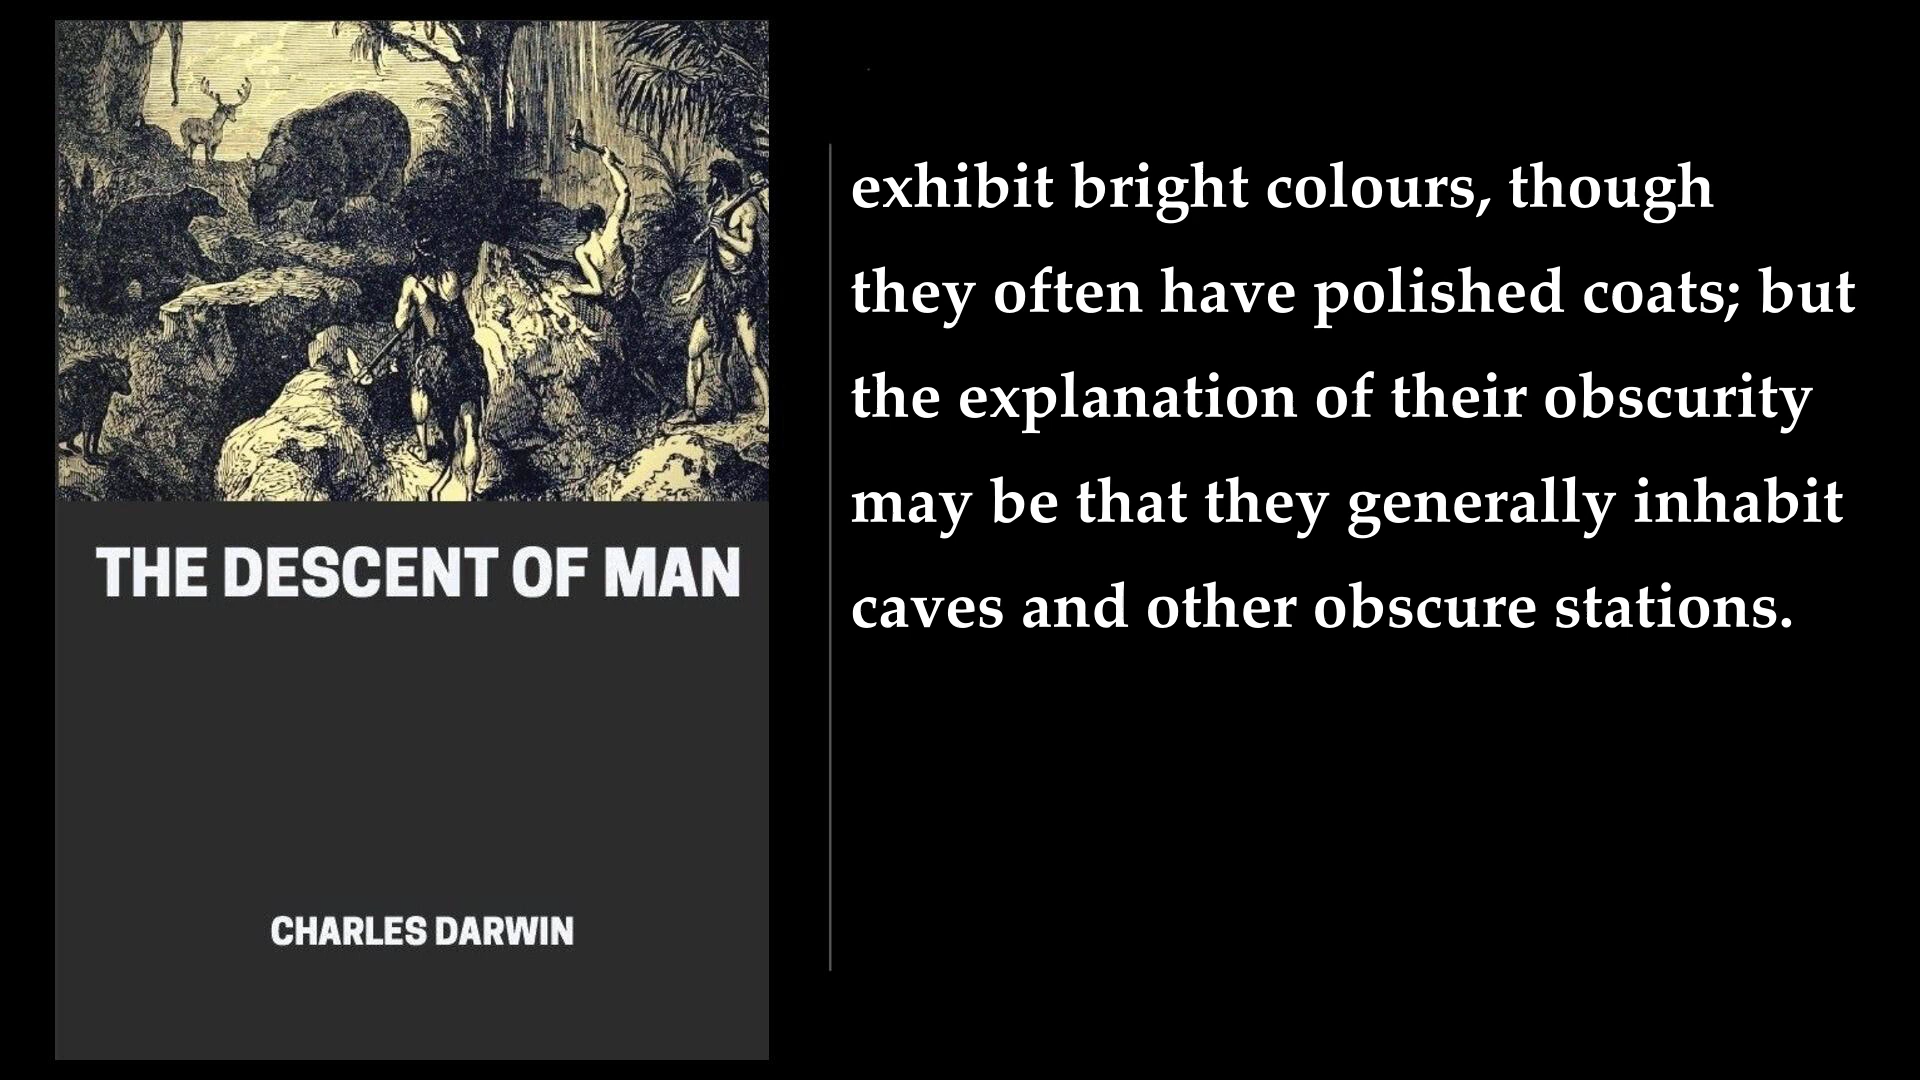 THE DESCENT OF MAN
CHARLES DARWIN
exhibit bright colours, though
they often have polished coats; but
the explanation of their obscurity
may be that they generally inhabit
caves and other obscure stations.